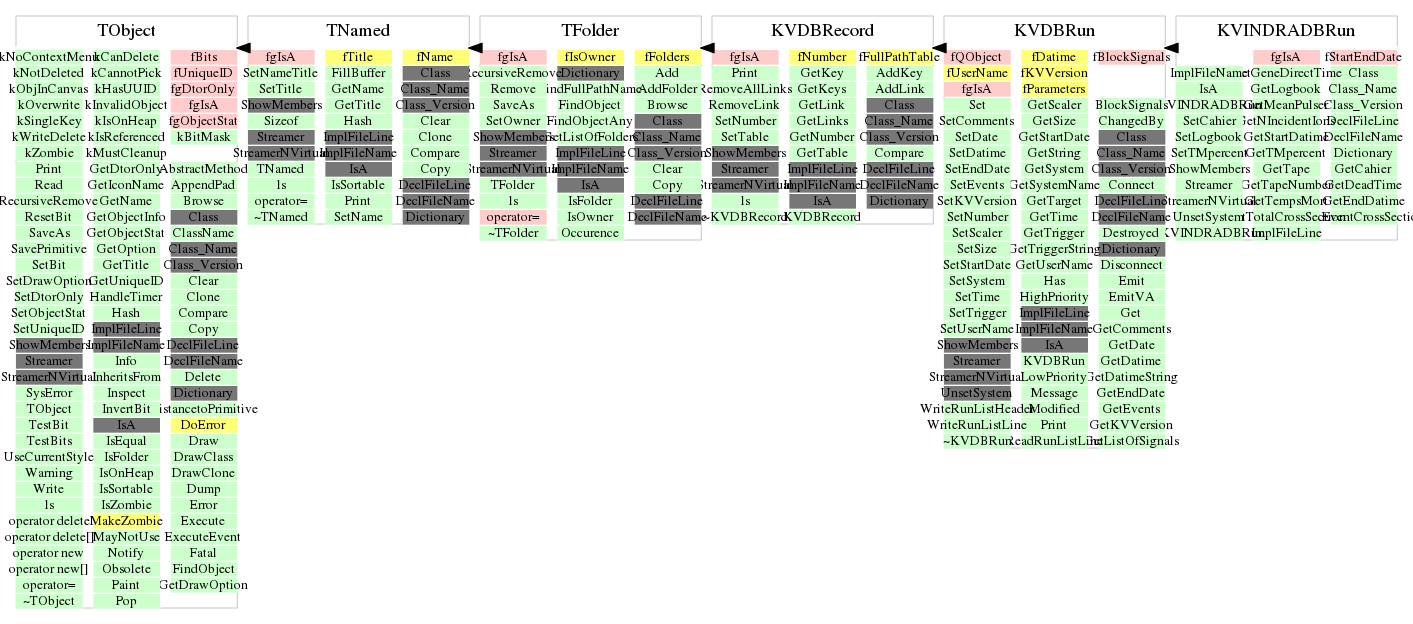 TObject
TNamed
TFolder
KVDBRecord
KVDBRun
KVINDRADBRun
kCanDelete fBits
kNotDeleted kCannotPick fUniqueID
kObjInCanvas kHasUUID fgDtorOnly
kOverwrite kInvalidObject fgIsA
kSingleKey kIsOnHeap fgObjectStat
kWriteDelete kIsReferenced kBitMask
kZombie kMustCleanup
Print GetDtorOnly AbstractMethod
Read GetIconName AppendPad
RecursiveRemove GetName Browse
ResetBit GetObjectInfo Class
SaveAs GetObjectStat ClassName
SavePrimitive GetOption Class_Name
SetBit GetTitle Class_Version
SetDrawOption GetUniqueID Clear
SetDtorOnly HandleTimer Clone
SetObjectStat Hash Compare
SetUniqueID ImplFileLine Copy
ShowMembers ImplFileName DeclFileLine
Streamer Info DeclFileName
StreamerNVirtual InheritsFrom Delete
SysError Inspect Dictionary
TObject InvertBit
TestBit IsA DoError
TestBits IsEqual Draw
UseCurrentStyle IsFolder DrawClass
Warning IsOnHeap DrawClone
Write IsSortable Dump
ls IsZombie Error
operator delete MakeZombie Execute
operator delete[] MayNotUse ExecuteEvent
operator new Notify Fatal
operator new[] Obsolete FindObject
operator= Paint GetDrawOption
~TObject Pop
fgIsA fTitle fName
SetNameTitle FillBuffer Class
SetTitle GetName Class_Name
ShowMembers GetTitle Class_Version
Sizeof Hash Clear
Streamer ImplFileLine Clone
StreamerNVirtual ImplFileName Compare
TNamed IsA Copy
ls IsSortable DeclFileLine
operator= Print DeclFileName
~TNamed SetName Dictionary
fgIsA fIsOwner fFolders
RecursiveRemove Dictionary Add
Remove AddFolder
SaveAs FindObject Browse
SetOwner FindObjectAny Class
ShowMembers GetListOfFolders Class_Name
Streamer ImplFileLine Class_Version
StreamerNVirtual ImplFileName Clear
TFolder IsA Copy
ls IsFolder DeclFileLine
operator= IsOwner DeclFileName
~TFolder Occurence
fgIsA fNumber fFullPathTable
Print GetKey AddKey
RemoveAllLinks GetKeys AddLink
RemoveLink GetLink Class
SetNumber GetLinks Class_Name
SetTable GetNumber Class_Version
ShowMembers GetTable Compare
Streamer ImplFileLine DeclFileLine
StreamerNVirtual ImplFileName DeclFileName
ls IsA Dictionary
~KVDBRecord KVDBRecord
fQObject fDatime fBlockSignals
fUserName fKVVersion
fgIsA fParameters
Set GetScaler BlockSignals
SetComments GetSize ChangedBy
SetDate GetStartDate Class
SetDatime GetString Class_Name
SetEndDate GetSystem Class_Version
SetEvents GetSystemName Connect
SetKVVersion GetTarget DeclFileLine
SetNumber GetTime DeclFileName
SetScaler GetTrigger Destroyed
SetSize GetTriggerString Dictionary
SetStartDate GetUserName Disconnect
SetSystem Has Emit
SetTime HighPriority EmitVA
SetTrigger ImplFileLine Get
SetUserName ImplFileName GetComments
ShowMembers IsA GetDate
Streamer KVDBRun GetDatime
StreamerNVirtual LowPriority GetDatimeString
UnsetSystem Message GetEndDate
WriteRunListHeader Modified GetEvents
WriteRunListLine Print GetKVVersion
~KVDBRun ReadRunListLine GetListOfSignals
fgIsA fStartEndDate
ImplFileName Class
IsA GetLogbook Class_Name
GetMeanPulser Class_Version
SetCahier DeclFileLine
SetLogbook GetStartDatime DeclFileName
SetTMpercent GetTMpercent Dictionary
ShowMembers GetTape GetCahier
Streamer GetTapeNumber GetDeadTime
StreamerNVirtual GetEndDatime
UnsetSystem
ImplFileLine